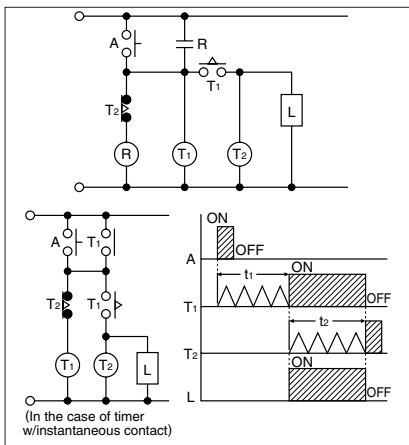 A
R
T₁
T₂
L
R
T₁
T₂
A
T₁
T₂
T₁
T₁
T₂
L
(In the case of timer
w/instantaneous contact)
ON
OFF
A
t₁
ON
T₁
OFF
t₂
T₂
ON
OFF
L